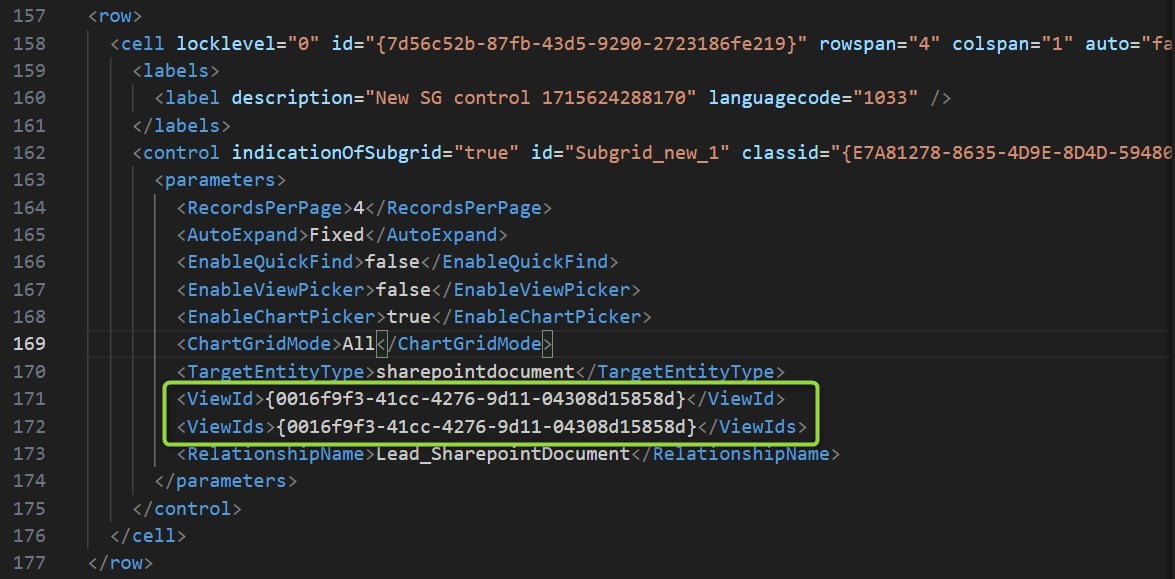 157 <row>
158 <cell locklevel="0" id="{7d56c52b-87fb-43d5-9290-2723186fe219}" rowspan="4" colspan="1" auto="fa
159 <labels>
160 <label description="New SG control 1715624288170" languagecode="1033" />
161 </labels>
162 <control indicationOfSubgrid="true" id="Subgrid_new_1" classid="{E7A81278-8635-4D9E-8D4D-59480
163 <parameters>
164 <RecordsPerPage>4</RecordsPerPage>
165 <AutoExpand>Fixed</AutoExpand>
166 <EnableQuickFind>false</EnableQuickFind>
167 <EnableViewPicker>false</EnableViewPicker>
168 <EnableChartPicker>true</EnableChartPicker>
169 <ChartGridMode>All</ChartGridMode>
170 <TargetEntityType>sharepointdocument</TargetEntityType>
171 <ViewId>{0016f9f3-41cc-4276-9d11-04308d15858d}</ViewId>
172 <ViewIds>{0016f9f3-41cc-4276-9d11-04308d15858d}</ViewIds>
173 <RelationshipName>Lead_SharepointDocument</RelationshipName>
174 </parameters>
175 </control>
176 </cell>
177 </row>